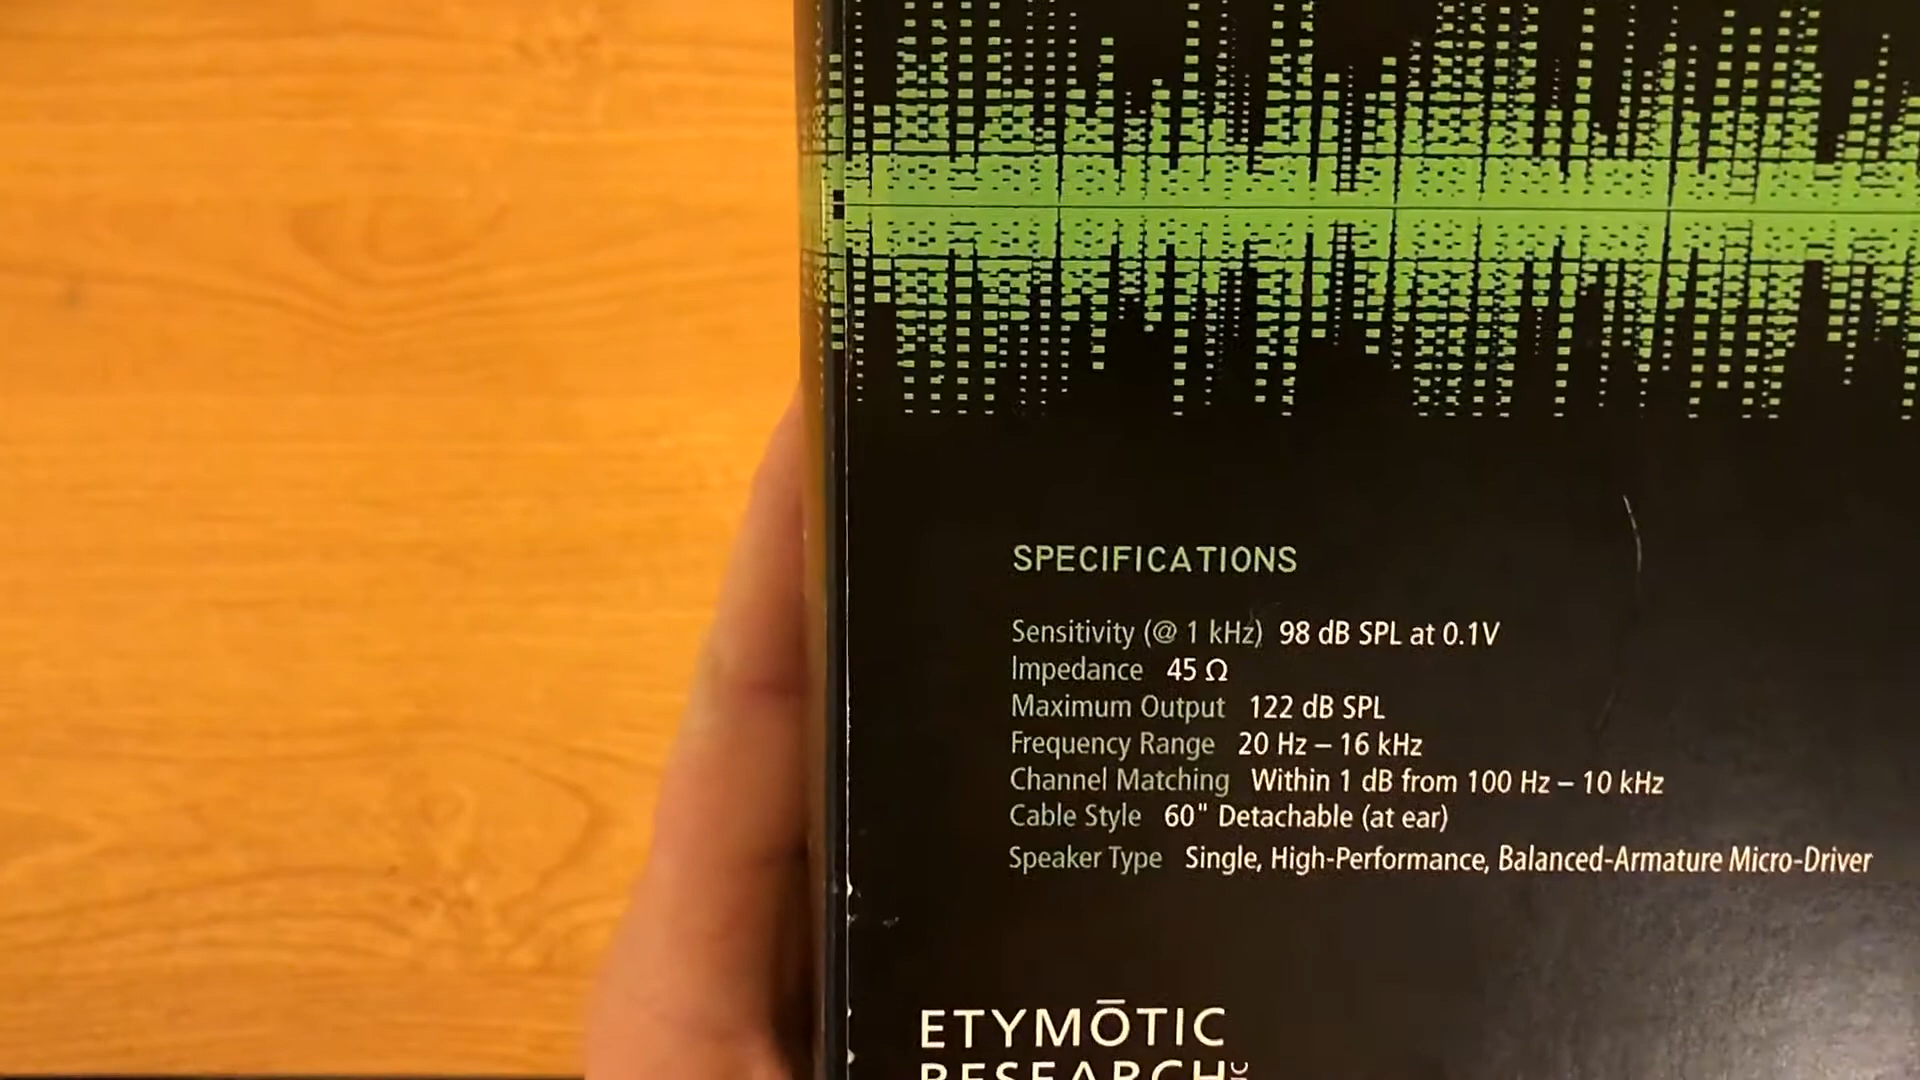 SPECIFICATIONS
Sensitivity (@ 1 kHz) 98 dB SPL at 0.1V
Impedance 45 Ω
Maximum Output 122 dB SPL
Frequency Range 20 Hz – 16 kHz
Channel Matching Within 1 dB from 100 Hz – 10 kHz
Cable Style 60" Detachable (at ear)
Speaker Type Single, High-Performance, Balanced-Armature Micro-Driver
ETYMŌTIC
RESEARCH